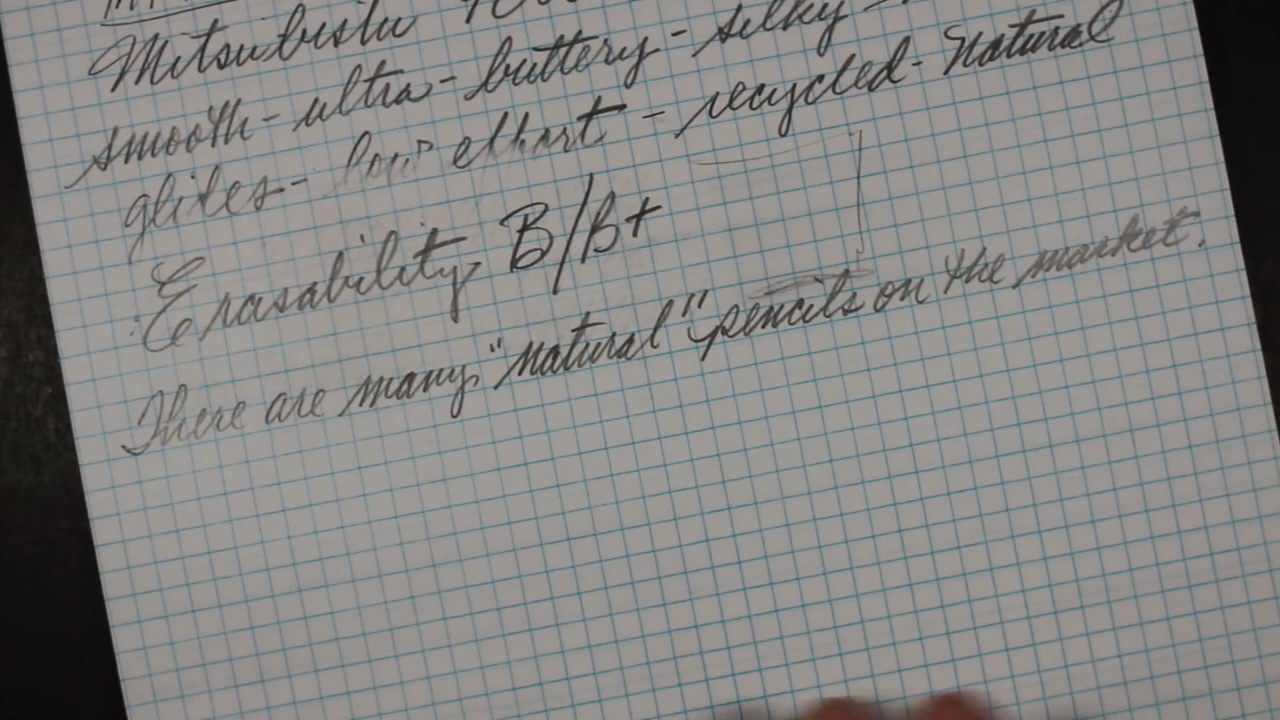 Mitsubishi
smooth - ultra - buttery - silky -
glides - low effort - recycled - Natural
Erasability B/B+
There are many "natural" pencils on the market.